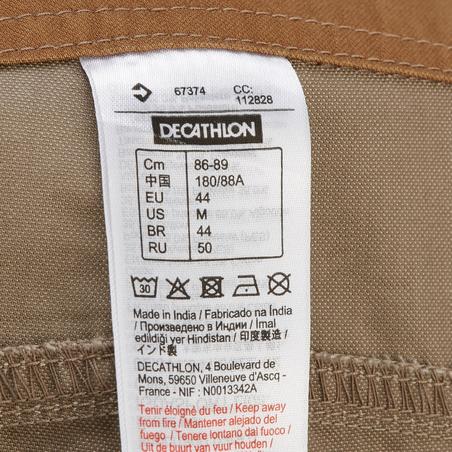 67374 CC:
112828
DECATHLON
Cm 86-89
中国 180/88A
EU 44
US M
BR 44
RU 50
30
Made in India / Fabricado na Índia
/ Произведено в Индии / İmal
edildiği yer Hindistan / 印度製造 /
インド製
DECATHLON, 4 Boulevard de
Mons, 59650 Villeneuve d'Ascq -
France - NIF : N0013342A
Tenir éloigné du feu / Keep away
from fire / Mantener alejado del
fuego / Tenere lontano dal fuoco /
Uit de buurt van vuur houden /